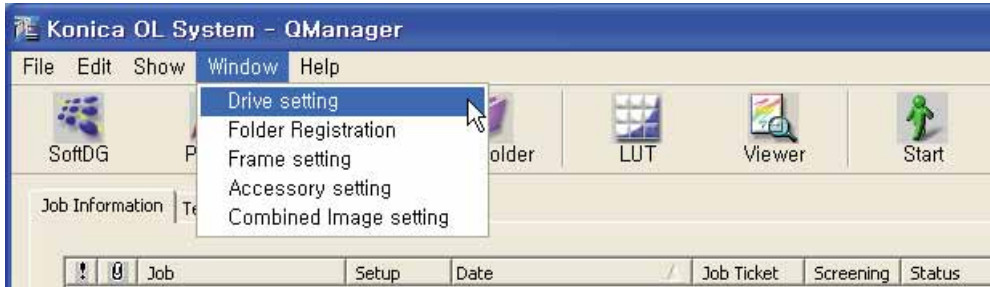 Konica OL System - QManager
File Edit Show Window Help
Drive setting
Folder Registration
Frame setting
Accessory setting
Combined Image setting
SoftDG P older LUT Viewer Start
Job Information Te
! Job Setup Date Job Ticket Screening Status